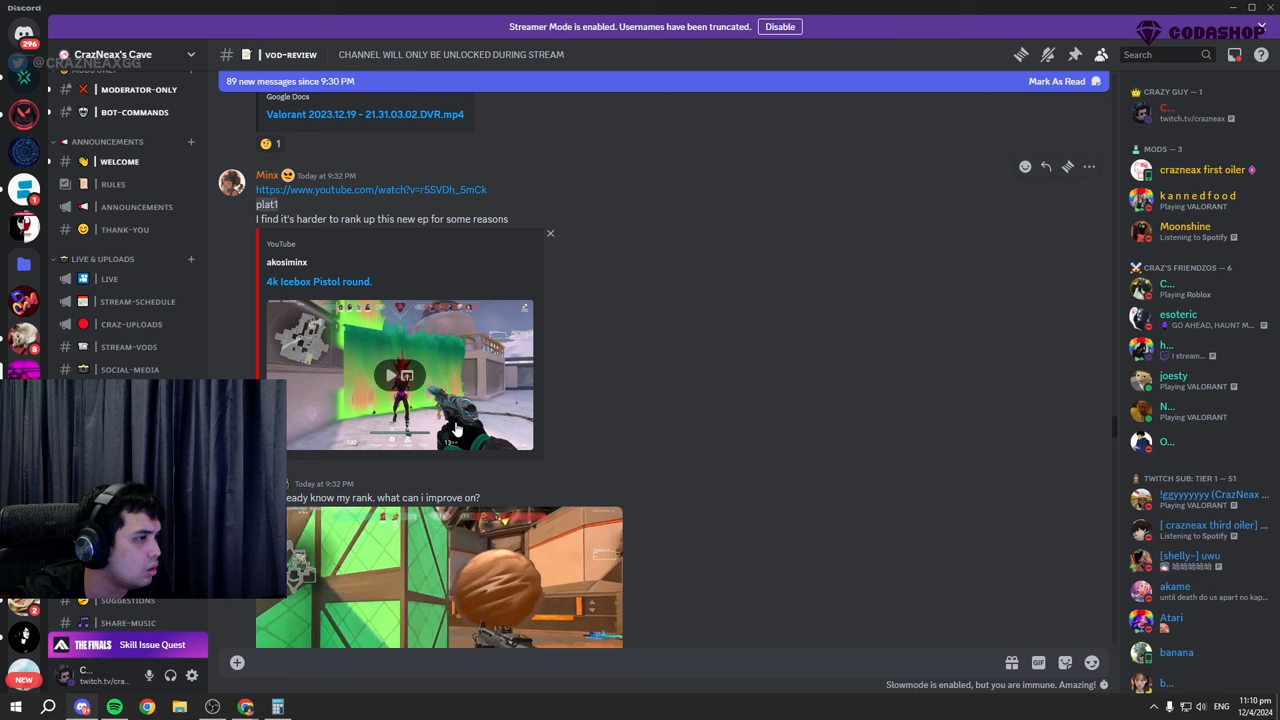 Discord
Streamer Mode is enabled. Usernames have been truncated.
Disable
CODASHOP
296
CrazNeax's Cave
@CRAZNEAXGG
VOD-REVIEW
CHANNEL WILL ONLY BE UNLOCKED DURING STREAM
Search
89 new messages since 9:30 PM
Mark As Read
MODERATOR-ONLY
BOT-COMMANDS
ANNOUNCEMENTS
WELCOME
RULES
ANNOUNCEMENTS
THANK-YOU
LIVE & UPLOADS
LIVE
STREAM-SCHEDULE
CRAZ-UPLOADS
STREAM-VODS
SOCIAL-MEDIA
SUGGESTIONS
SHARE-MUSIC
1
8
2
NEW
THE FINALS
Skill Issue Quest
C...
twitch.tv/cra...
Google Docs
Valorant 2023.12.19 - 21.31.03.02.DVR.mp4
1
Minx
Today at 9:32 PM
https://www.youtube.com/watch?v=r5SVDh_5mCk
plat1
I find it's harder to rank up this new ep for some reasons
YouTube
akosiminx
4k Icebox Pistol round.
100
13
Today at 9:32 PM
eady know my rank. what can i improve on?
GIF
Slowmode is enabled, but you are immune. Amazing!
CRAZY GUY — 1
C...
twitch.tv/crazneax
MODS — 3
crazneax first oiler
k a n n e d f o o d
Playing VALORANT
Moonshine
Listening to Spotify
CRAZ'S FRIENDZOS — 6
C...
Playing Roblox
esoteric
GO AHEAD, HAUNT M...
h...
I stream...
joesty
Playing VALORANT
N...
Playing VALORANT
O...
TWITCH SUB: TIER 1 — 51
!ggyyyyyyy (CrazNeax ...
Playing VALORANT
[ crazneax third oiler] ...
Listening to Spotify
[shelly~] uwu
akame
until death do us apart no kap...
Atari
banana
b...
ENG
11:10 pm
12/4/2024